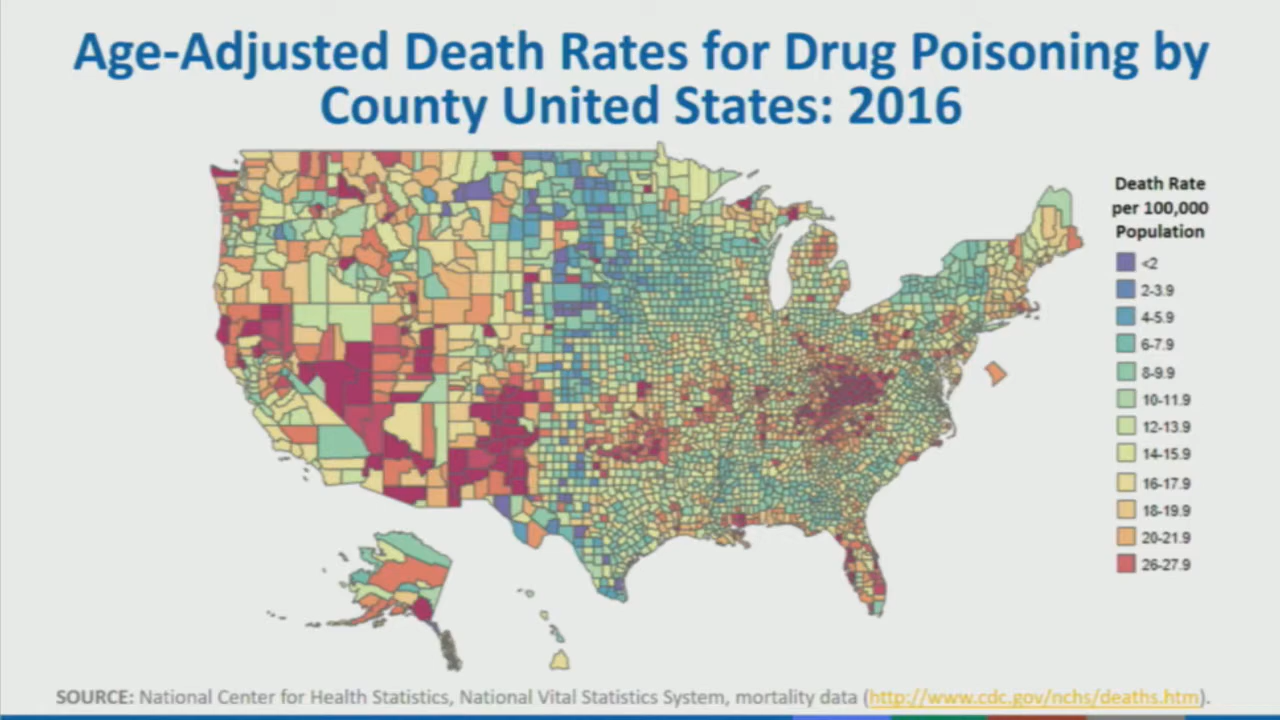 Age-Adjusted Death Rates for Drug Poisoning by
County United States: 2016
Death Rate
per 100,000
Population
<2
2-3.9
4-5.9
6-7.9
8-9.9
10-11.9
12-13.9
14-15.9
16-17.9
18-19.9
20-21.9
26-27.9
SOURCE: National Center for Health Statistics, National Vital Statistics System, mortality data (http://www.cdc.gov/nchs/deaths.htm).